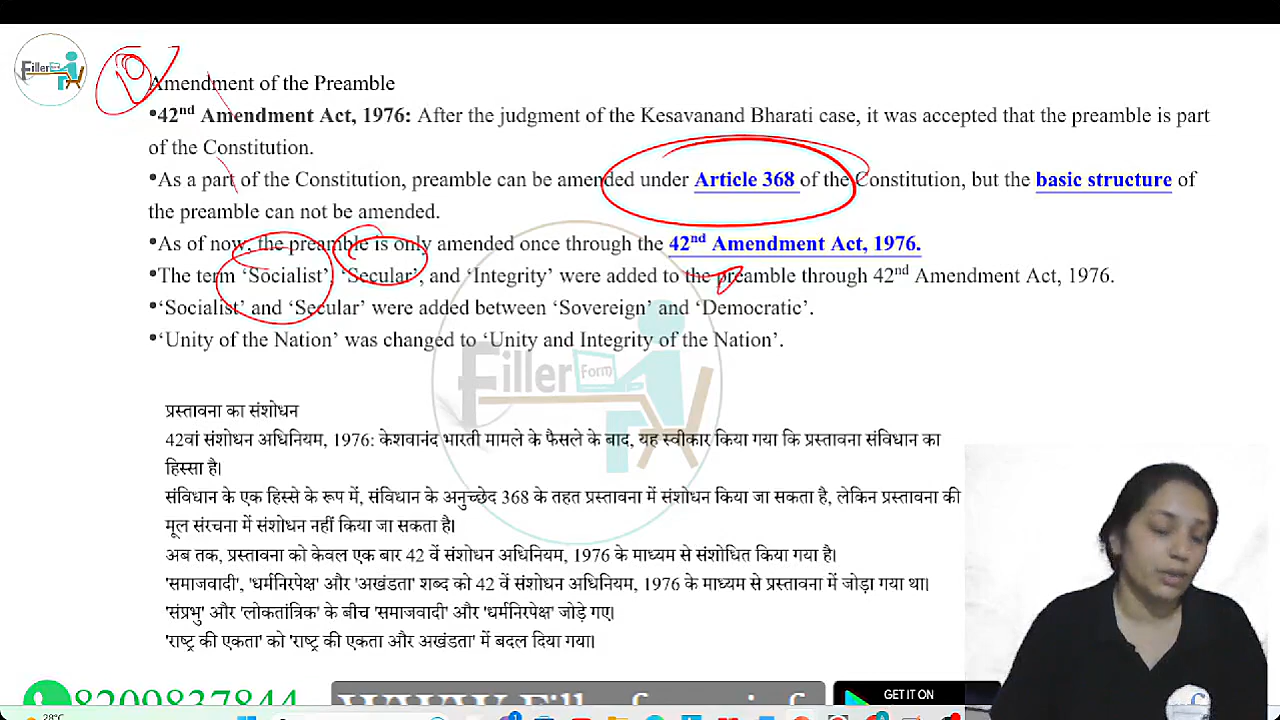 Filler
Amendment of the Preamble
•42nd Amendment Act, 1976: After the judgment of the Kesavanand Bharati case, it was accepted that the preamble is part
of the Constitution.
•As a part of the Constitution, preamble can be amended under Article 368 of the Constitution, but the basic structure of
the preamble can not be amended.
•As of now, the preamble is only amended once through the 42nd Amendment Act, 1976.
•The term ‘Socialist’, ‘Secular’, and ‘Integrity’ were added to the preamble through 42nd Amendment Act, 1976.
•‘Socialist’ and ‘Secular’ were added between ‘Sovereign’ and ‘Democratic’.
•‘Unity of the Nation’ was changed to ‘Unity and Integrity of the Nation’.
Filler Form
प्रस्तावना का संशोधन
42वां संशोधन अधिनियम, 1976: केशवानंद भारती मामले के फैसले के बाद, यह स्वीकार किया गया कि प्रस्तावना संविधान का
हिस्सा है।
संविधान के एक हिस्से के रूप में, संविधान के अनुच्छेद 368 के तहत प्रस्तावना में संशोधन किया जा सकता है, लेकिन प्रस्तावना की
मूल संरचना में संशोधन नहीं किया जा सकता है।
अब तक, प्रस्तावना को केवल एक बार 42 वें संशोधन अधिनियम, 1976 के माध्यम से संशोधित किया गया है।
'समाजवादी', 'धर्मनिरपेक्ष' और 'अखंडता' शब्द को 42 वें संशोधन अधिनियम, 1976 के माध्यम से प्रस्तावना में जोड़ा गया था।
'संप्रभु' और 'लोकतांत्रिक' के बीच 'समाजवादी' और 'धर्मनिरपेक्ष' जोड़े गए।
'राष्ट्र की एकता' को 'राष्ट्र की एकता और अखंडता' में बदल दिया गया।
8209837844
GET IT ON
28°C